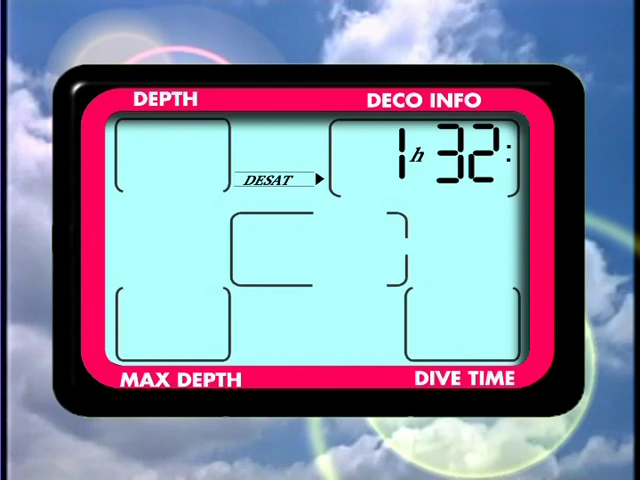 DEPTH
DECO INFO
1h 32:
DESAT
MAX DEPTH
DIVE TIME